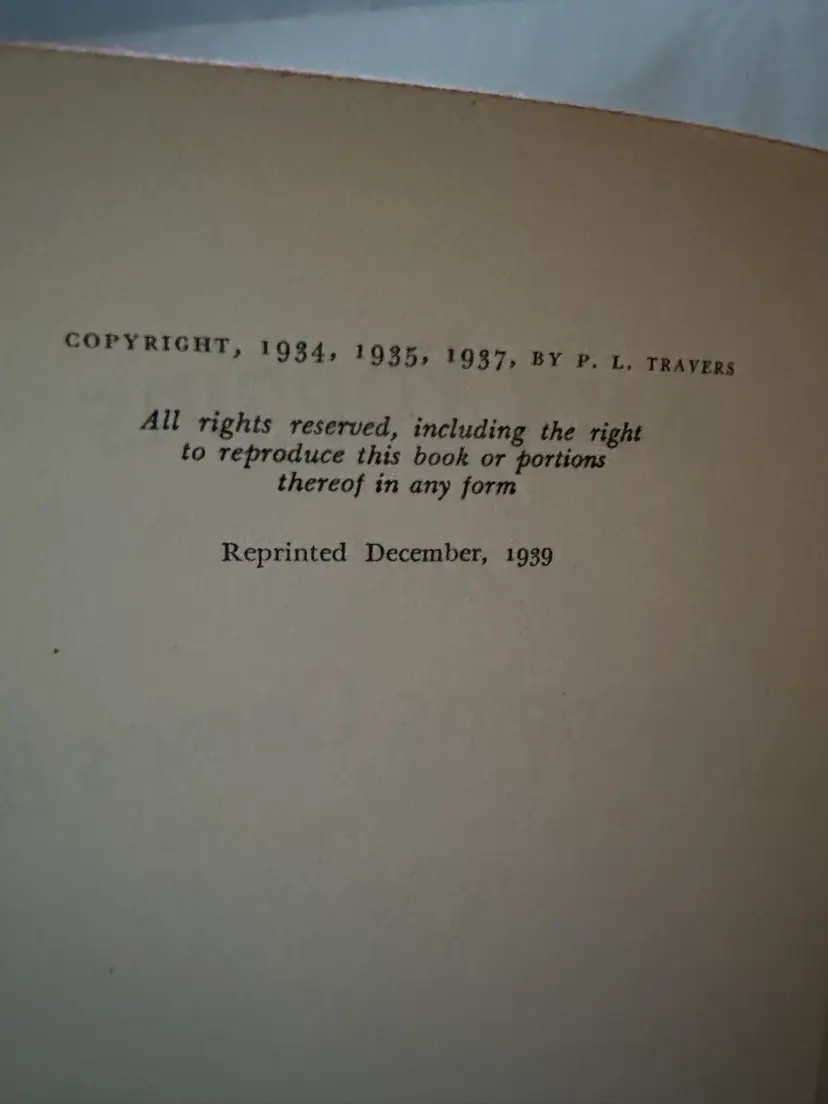 COPYRIGHT, 1934, 1935, 1937, BY P. L. TRAVERS
All rights reserved, including the right
to reproduce this book or portions
thereof in any form
Reprinted December, 1939